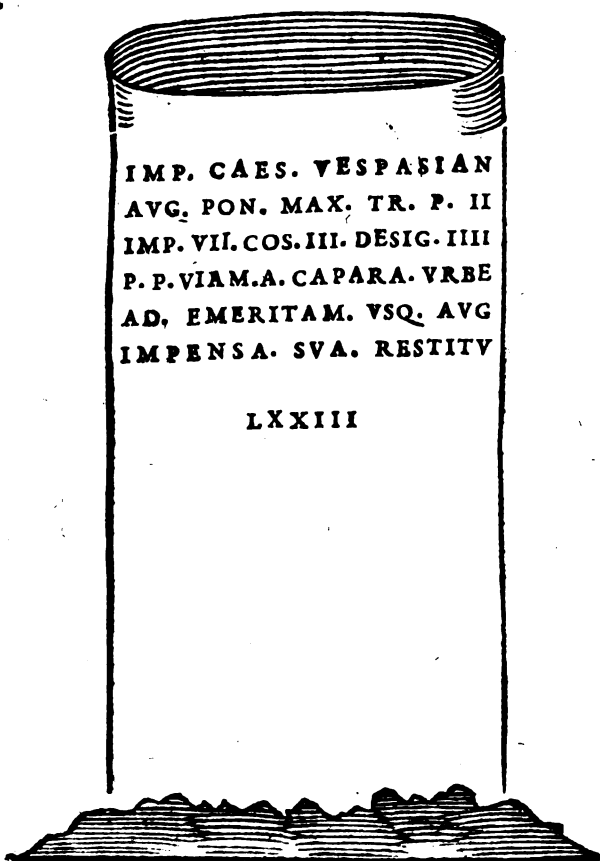 IMP. CAES. VESPASIAN
AVG. PON. MAX. TR. P. II
IMP. VII. COS. III. DESIG. IIII
P. P. VIAM. A. CAPARA. VRBE
AD. EMERITAM. VSQ. AVG
IMPENSA. SVA. RESTITV
LXXIII